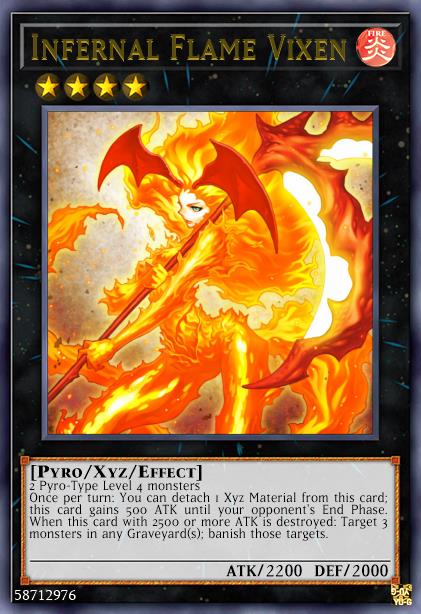 Infernal Flame Vixen
FIRE
炎
[Pyro/Xyz/Effect]
2 Pyro-Type Level 4 monsters
Once per turn: You can detach 1 Xyz Material from this card;
this card gains 500 ATK until your opponent's End Phase.
When this card with 2500 or more ATK is destroyed: Target 3
monsters in any Graveyard(s); banish those targets.
ATK/2200 DEF/2000
58712976